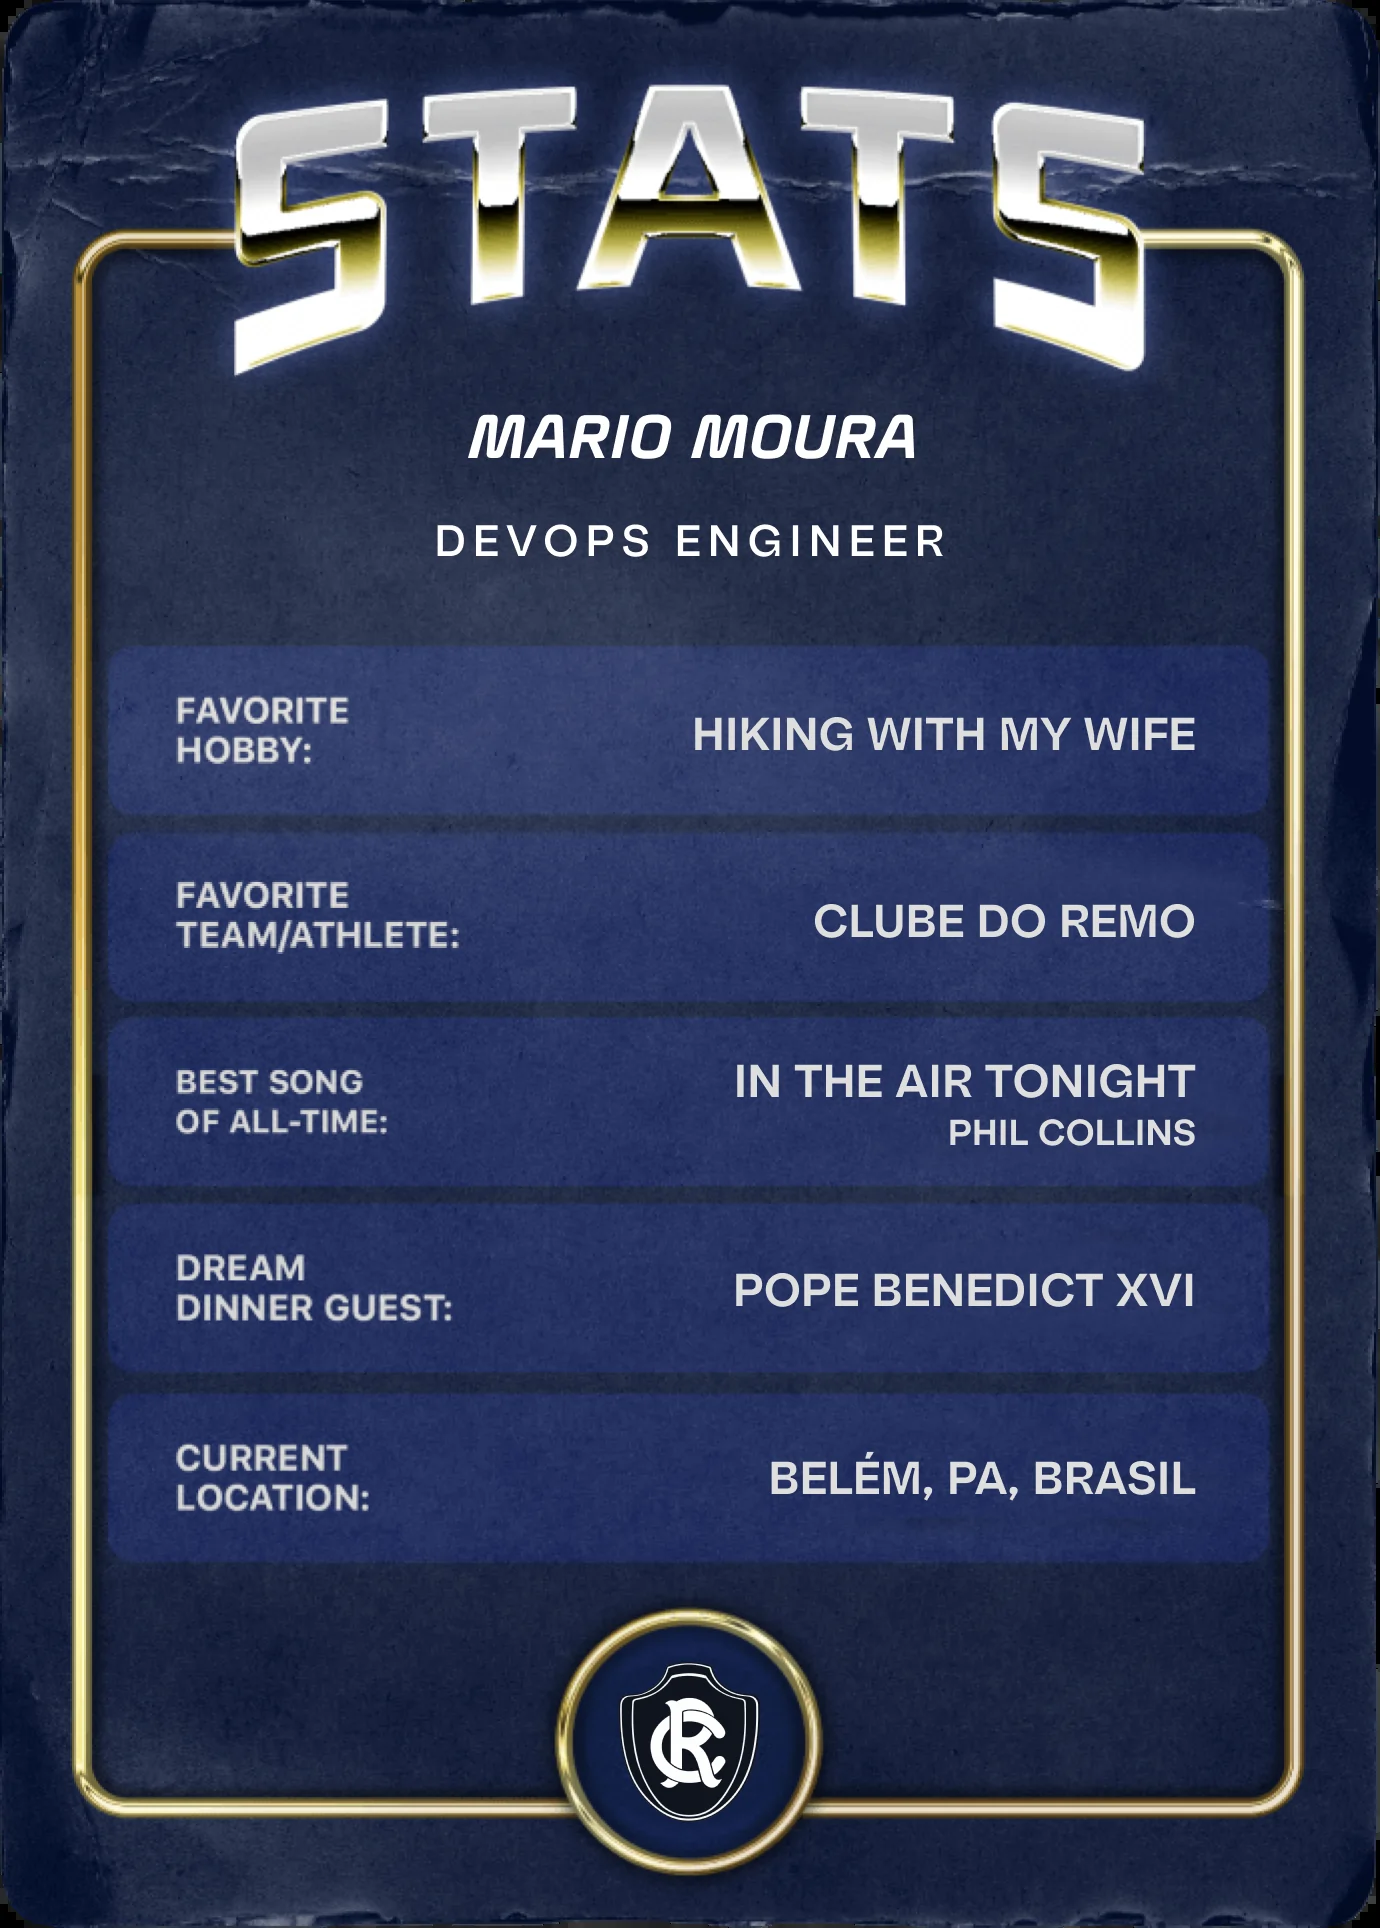 STATS
MARIO MOURA
DEVOPS ENGINEER
FAVORITE
HOBBY:
HIKING WITH MY WIFE
FAVORITE
TEAM/ATHLETE:
CLUBE DO REMO
BEST SONG
OF ALL-TIME:
IN THE AIR TONIGHT
PHIL COLLINS
DREAM
DINNER GUEST:
POPE BENEDICT XVI
CURRENT
LOCATION:
BELÉM, PA, BRASIL
CR